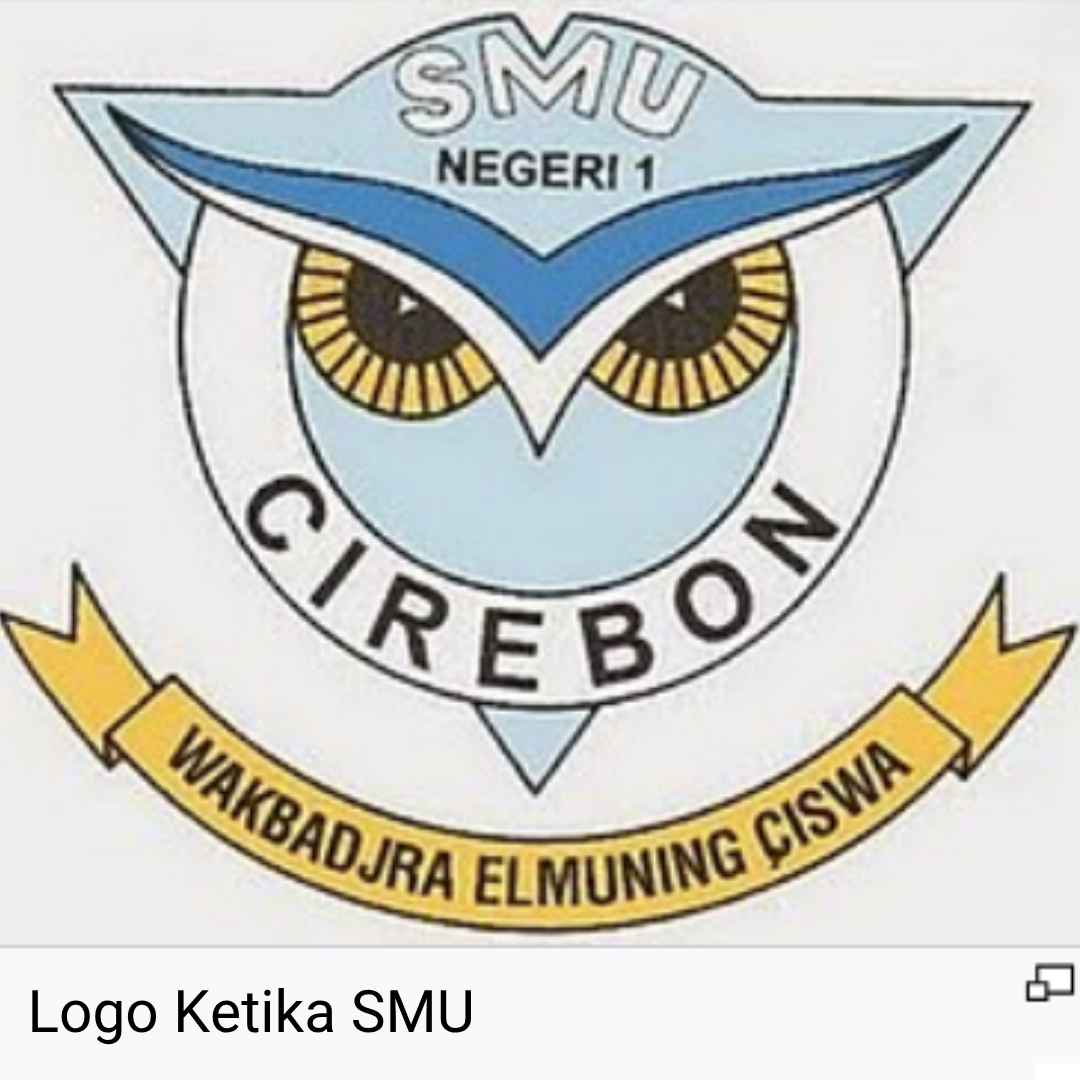 SMU
NEGERI 1
CIREBON
WAKBADJRA ELMUNING ÇISWA
Logo Ketika SMU